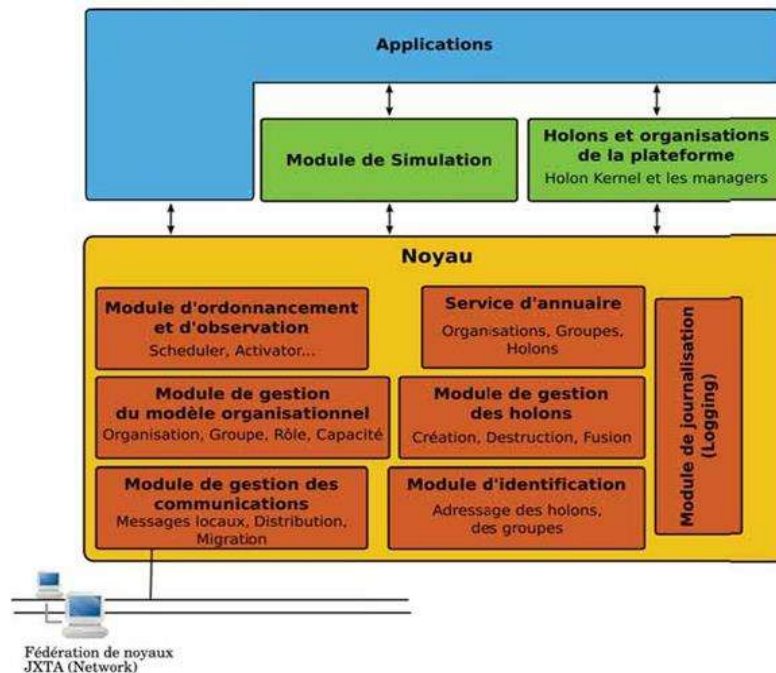 Applications
Module de Simulation
Holons et organisations
de la plateforme
Holon Kernel et les managers
Noyau
Module d'ordonnancement
et d'observation
Scheduler, Activator...
Service d'annuaire
Organisations, Groupes,
Holons
Module de gestion
du modèle organisationnel
Organisation, Groupe, Rôle, Capacité
Module de gestion
des holons
Création, Destruction, Fusion
Module de gestion des
communications
Messages locaux, Distribution,
Migration
Module d'identification
Adressage des holons,
des groupes
Module de journalisation
(Logging)
Fédération de noyaux
JXTA (Network)